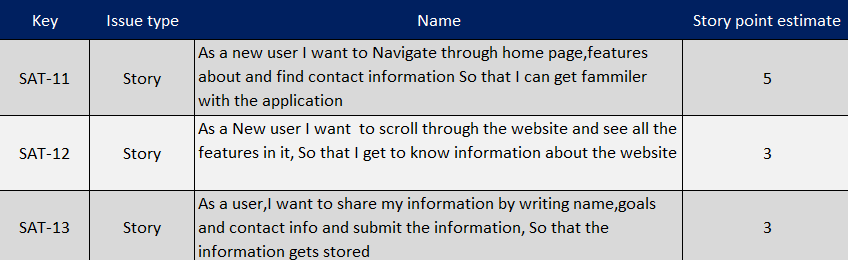 Key Issue type Name Story point estimate
As a new user I want to Navigate through home page,features
SAT-11 Story about and find contact information So that I can get fammiler 5
with the application
As a New user I want  to scroll through the website and see all the
SAT-12 Story features in it, So that I get to know information about the website 3
As a user,I want to share my information by writing name,goals
SAT-13 Story and contact info and submit the information, So that the 3
information gets stored